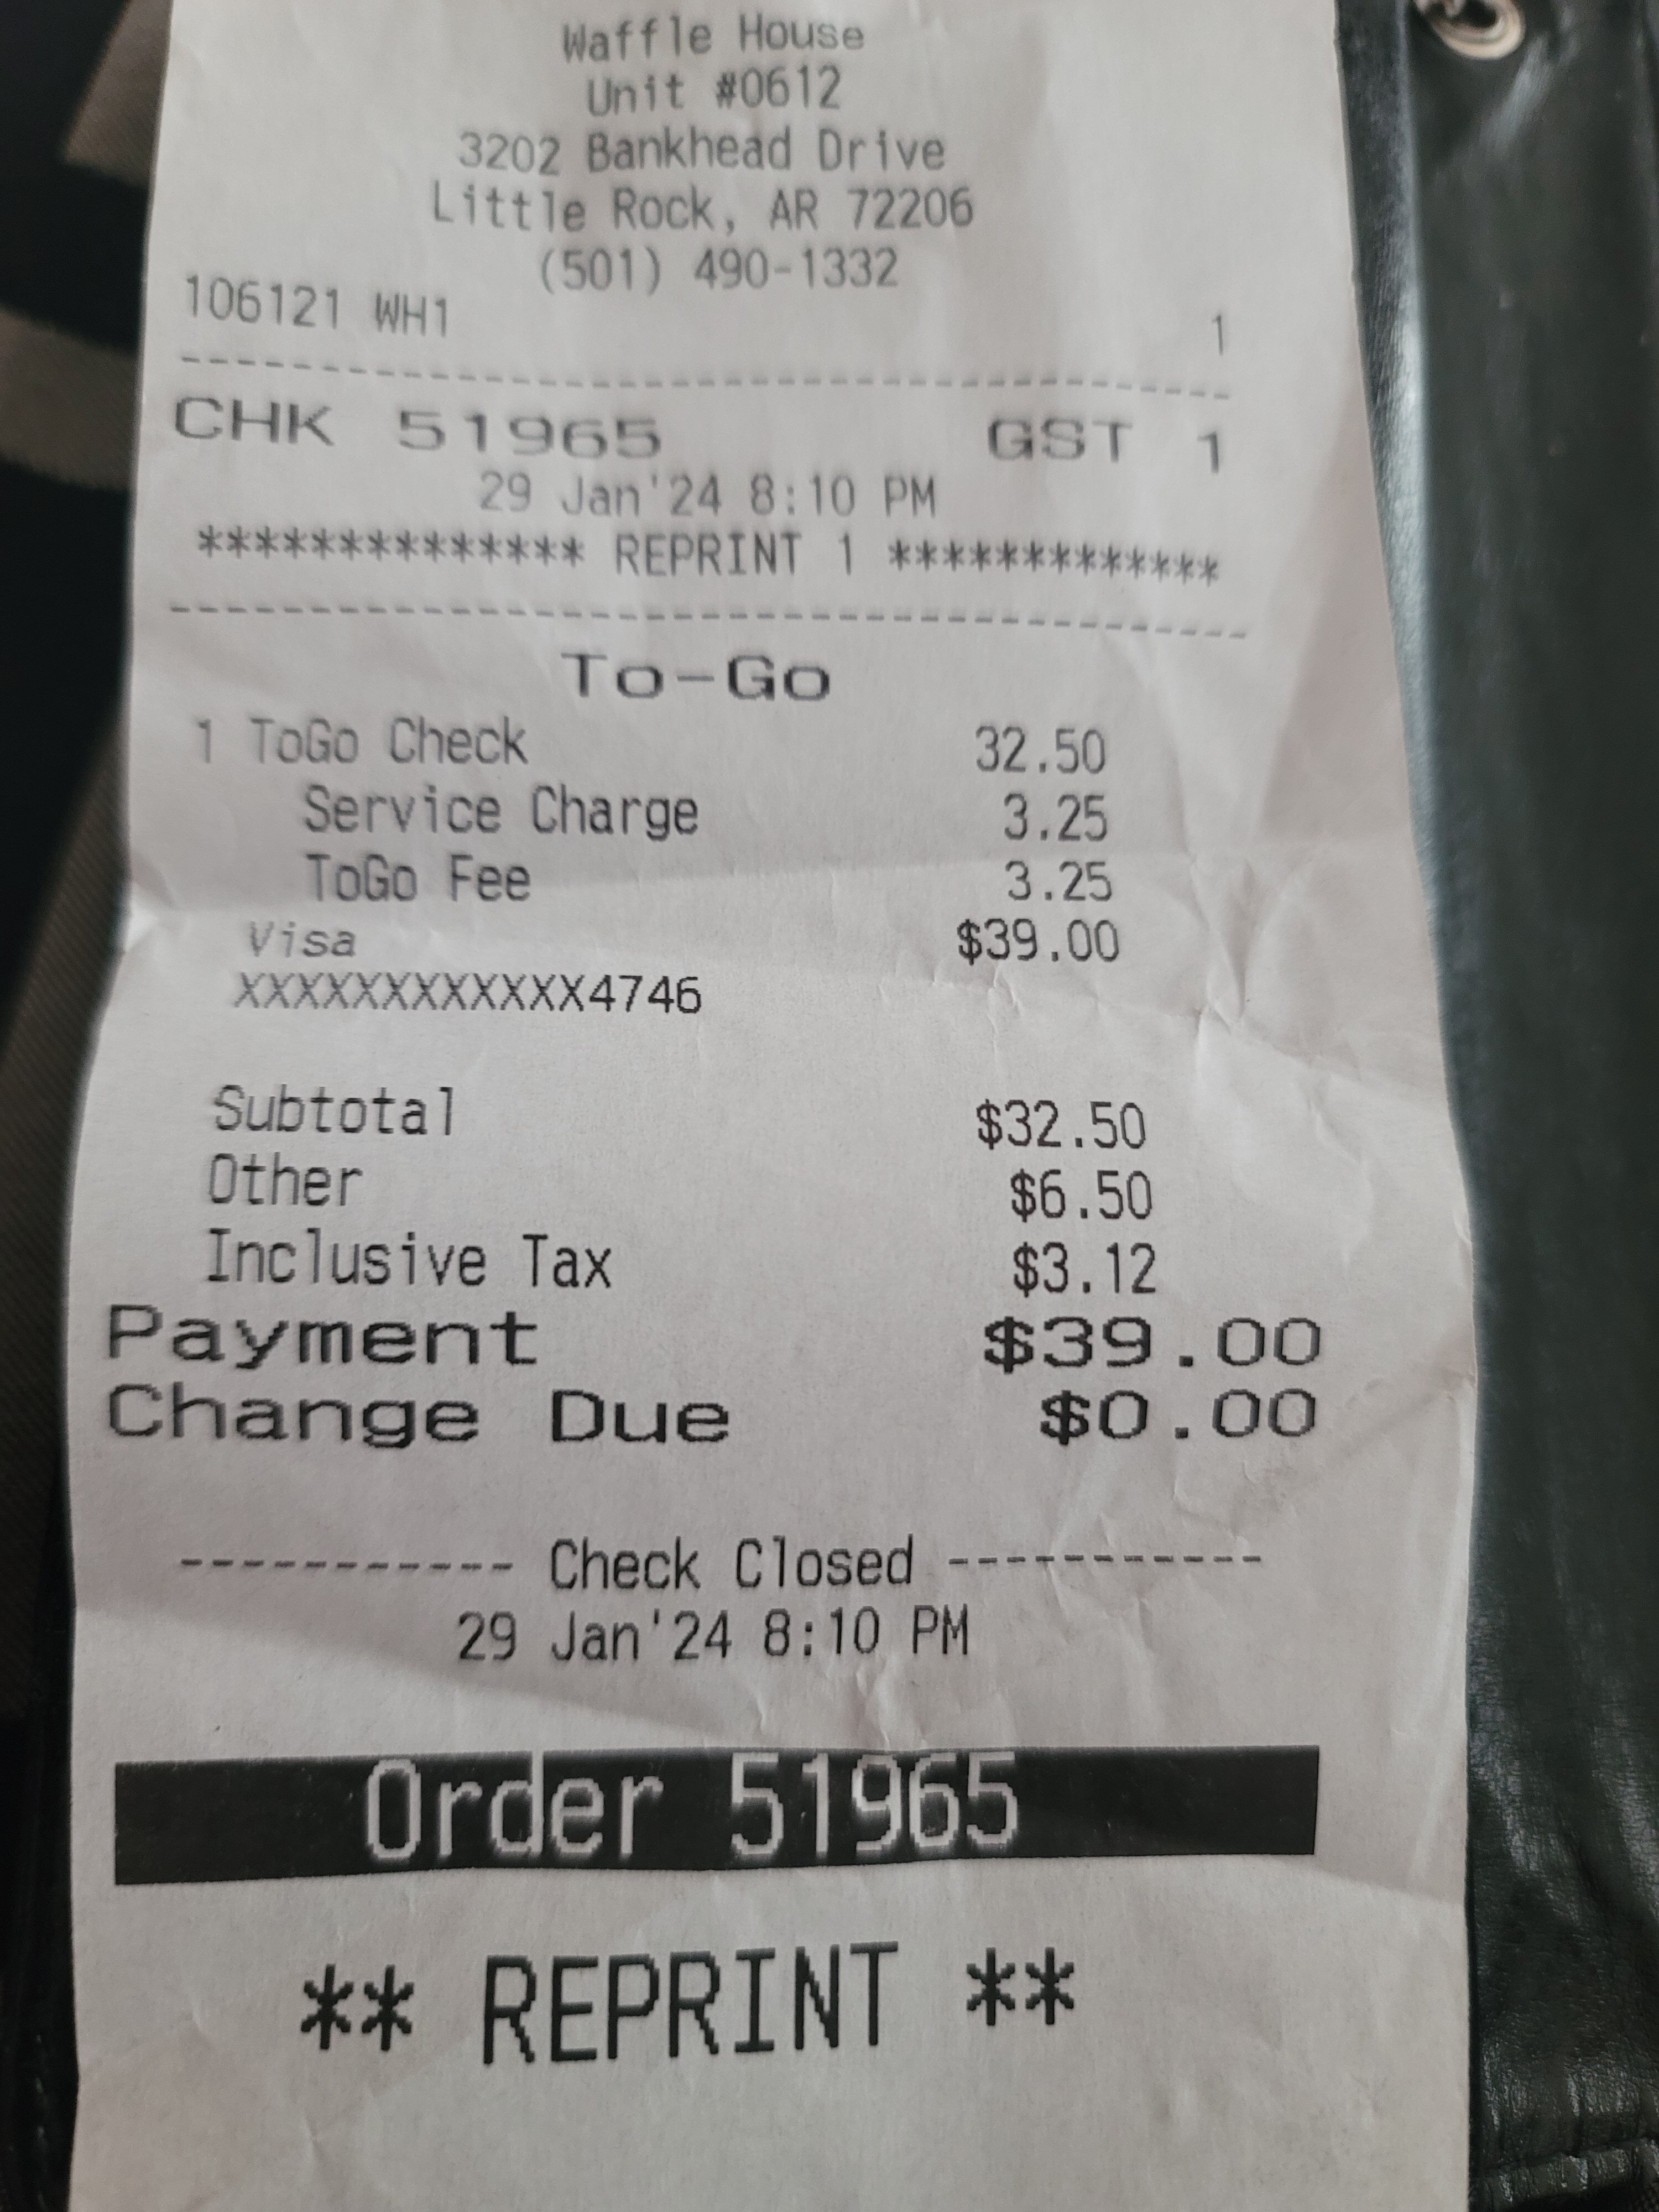 Waffle House
Unit #0612
3202 Bankhead Drive
Little Rock, AR 72206
(501) 490-1332
106121 WH1 1
----------------------------------------
CHK 51965 GST 1
29 Jan'24 8:10 PM
************** REPRINT 1 ************
----------------------------------------
To-Go
1 ToGo Check 32.50
Service Charge 3.25
ToGo Fee 3.25
Visa $39.00
XXXXXXXXXXXX4746
Subtotal $32.50
Other $6.50
Inclusive Tax $3.12
Payment $39.00
Change Due $0.00
----------- Check Closed -----------
29 Jan'24 8:10 PM
Order 51965
** REPRINT **